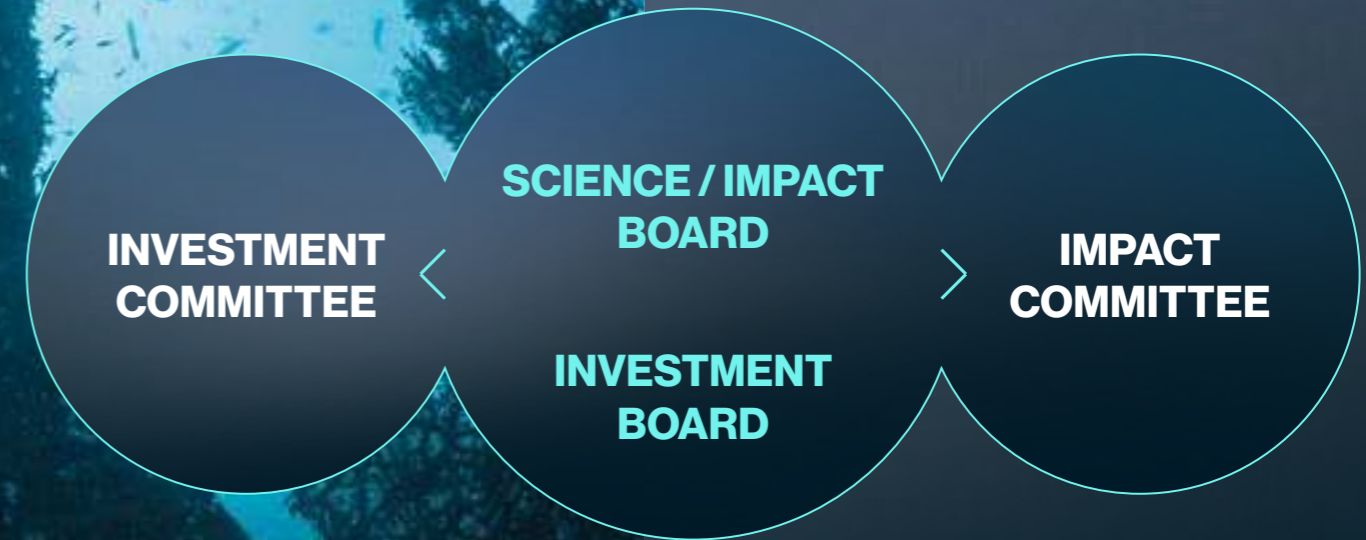 INVESTMENT
COMMITTEE
SCIENCE / IMPACT
BOARD
INVESTMENT
BOARD
IMPACT
COMMITTEE